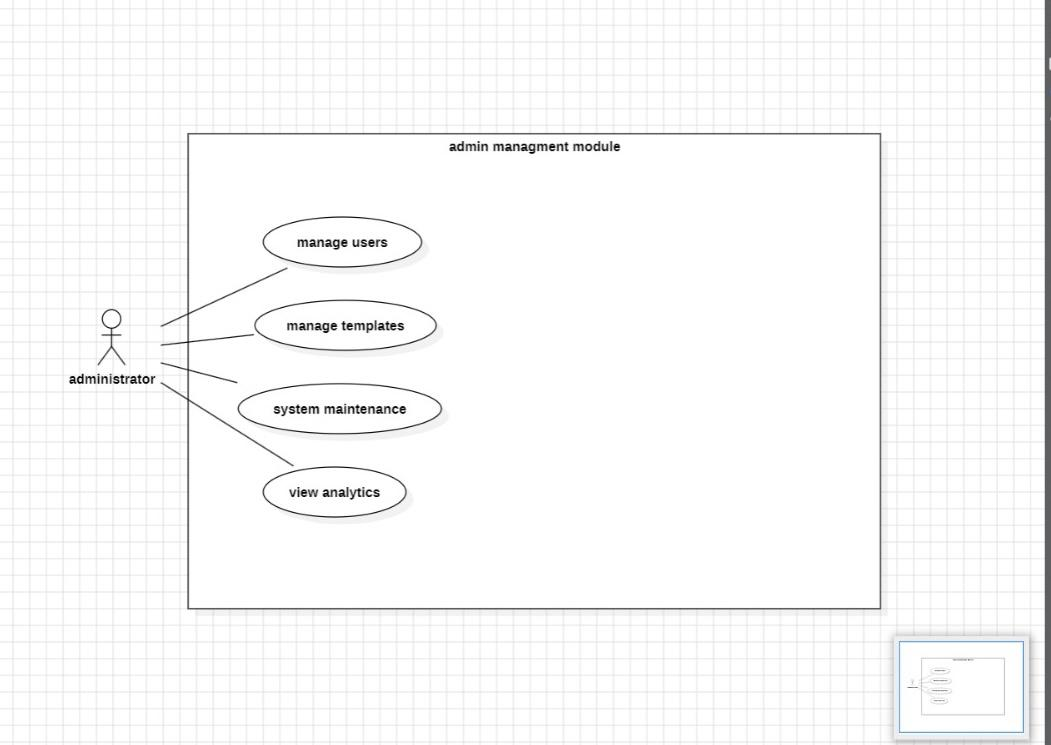 admin managment module
manage users
manage templates
administrator
system maintenance
view analytics